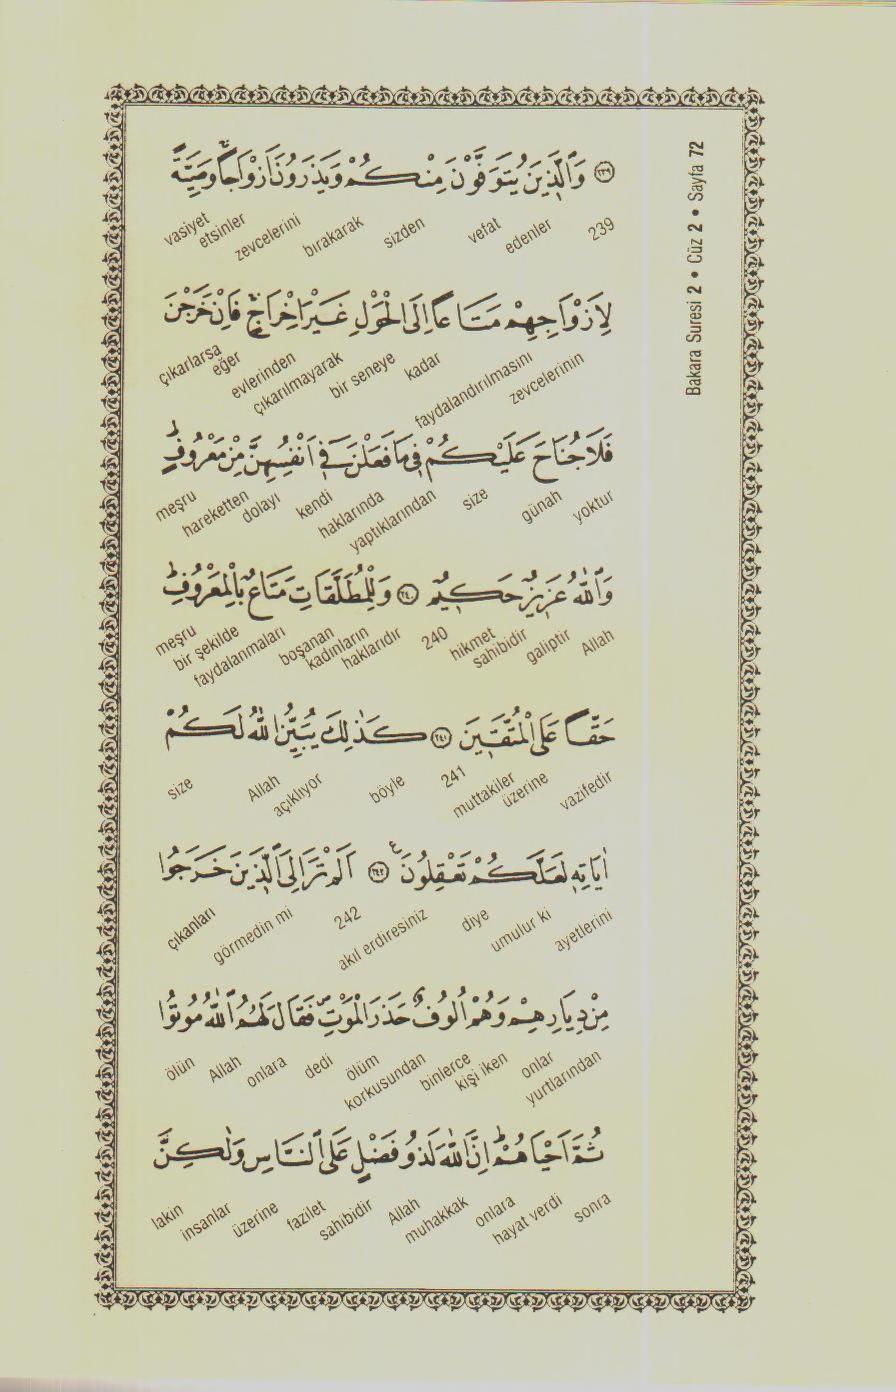 Bakara Suresi 2 • Cüz 2 • Sayfa 72
﴿٢٣٩﴾ وَالَّذِينَ يُتَوَفَّوْنَ مِنْكُمْ وَيَذَرُونَ اَزْوَاجًاۚ وَصِيَّةً
239 edenler vefat sizden bırakarak zevcelerini etsinler vasiyet
لِاَزْوَاجِهِمْ مَتَاعًا اِلَى الْحَوْلِ غَيْرَ اِخْرَاجٍۚ فَاِنْ خَرَجْنَ
zevcelerinin faydalandırılmasını kadar bir seneye çıkarılmayarak evlerinden eğer çıkarlarsa
فَلَا جُنَاحَ عَلَيْكُمْ فِي مَا فَعَلْنَ فِي اَنْفُسِهِنَّ مِنْ مَعْرُوفٍۜ
yoktur günah size yaptıklarından haklarında kendi dolayı hareketten meşru
وَاللّٰهُ عَزِيزٌ حَكِيمٌ ﴿٢٤٠﴾ وَلِلْمُطَلَّقَاتِ مَتَاعٌ بِالْمَعْرُوفِۜ
Allah galiptir sahibidir hikmet 240 haklarıdır kadınların boşanan faydalanmaları bir şekilde meşru
حَقًّا عَلَى الْمُتَّقِينَ ﴿٢٤١﴾ كَذٰلِكَ يُبَيِّنُ اللّٰهُ لَكُمْ
vazifedir üzerine muttakiler 241 böyle açıklıyor Allah size
اٰيَاتِهِ لَعَلَّكُمْ تَعْقِلُونَ ﴿٢٤٢﴾ اَلَمْ تَرَ اِلَى الَّذِينَ خَرَجُوا
ayetlerini umulur ki diye akıl erdiresiniz 242 görmedin mi çıkanları
مِنْ دِيَارِهِمْ وَهُمْ اُلُوفٌ حَذَرَ الْمَوْتِ فَقَالَ لَهُمُ اللّٰهُ مُوتُوا
yurtlarından onlar kişi iken binlerce korkusundan ölüm dedi onlara Allah ölün
ثُمَّ اَحْيَاهُمْۜ اِنَّ اللّٰهَ لَذُو فَضْلٍ عَلَى النَّاسِ وَلٰكِنَّ
sonra hayat verdi onlara muhakkak Allah sahibidir fazilet üzerine insanlar lakin